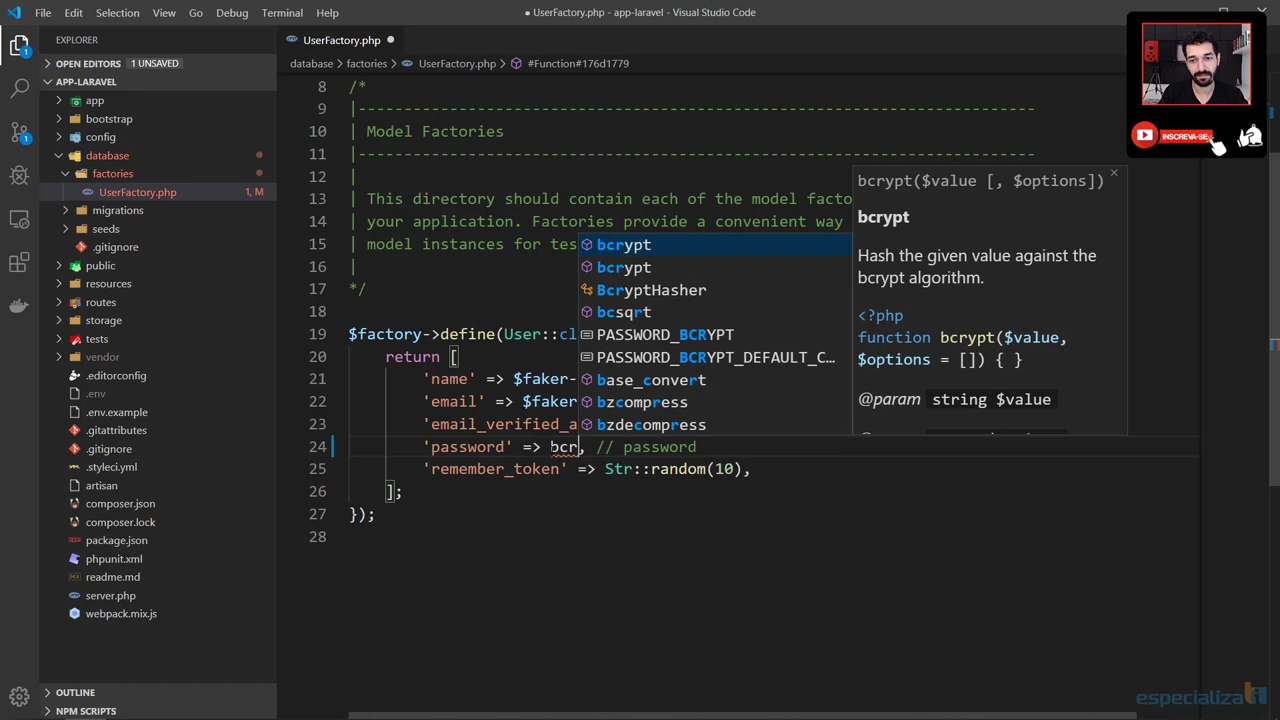 File Edit Selection View Go Debug Terminal Help
● UserFactory.php - app-laravel - Visual Studio Code
EXPLORER
OPEN EDITORS 1 UNSAVED
APP-LARAVEL
app
bootstrap
config
database
factories
UserFactory.php 1, M
migrations
seeds
.gitignore
public
resources
routes
storage
tests
vendor
.editorconfig
.env
.env.example
.gitattributes
.gitignore
.styleci.yml
artisan
composer.json
composer.lock
package.json
phpunit.xml
readme.md
server.php
webpack.mix.js
OUTLINE
NPM SCRIPTS
1
1
UserFactory.php ●
database > factories > UserFactory.php > #Function#176d1779
8 /*
9 |--------------------------------------------------------------------------
10 | Model Factories
11 |--------------------------------------------------------------------------
12 |
13 | This directory should contain each of the model facto
14 | your application. Factories provide a convenient way
15 | model instances for tes
16 |
17 */
18
19 $factory->define(User::cl
20 return [
21 'name' => $faker-
22 'email' => $faker
23 'email_verified_a
24 'password' => bcr, // password
25 'remember_token' => Str::random(10),
26 ];
27 });
28
bcrypt
bcrypt
BcryptHasher
bcsqrt
PASSWORD_BCRYPT
PASSWORD_BCRYPT_DEFAULT_C…
base_convert
bzcompress
bzdecompress
bcrypt($value [, $options])
bcrypt
Hash the given value against the
bcrypt algorithm.
<?php
function bcrypt($value,
$options = []) { }
@param string $value
INSCREVA-SE
especializati